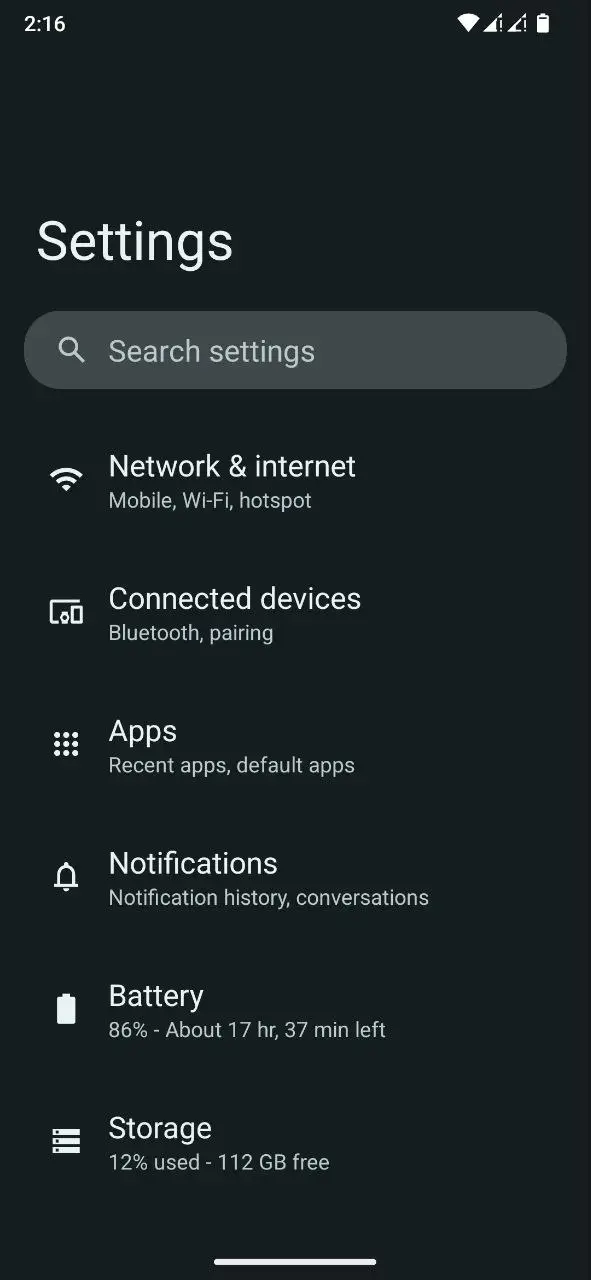 2:16
Settings
Search settings
Network & internet
Mobile, Wi-Fi, hotspot
Connected devices
Bluetooth, pairing
Apps
Recent apps, default apps
Notifications
Notification history, conversations
Battery
86% - About 17 hr, 37 min left
Storage
12% used - 112 GB free